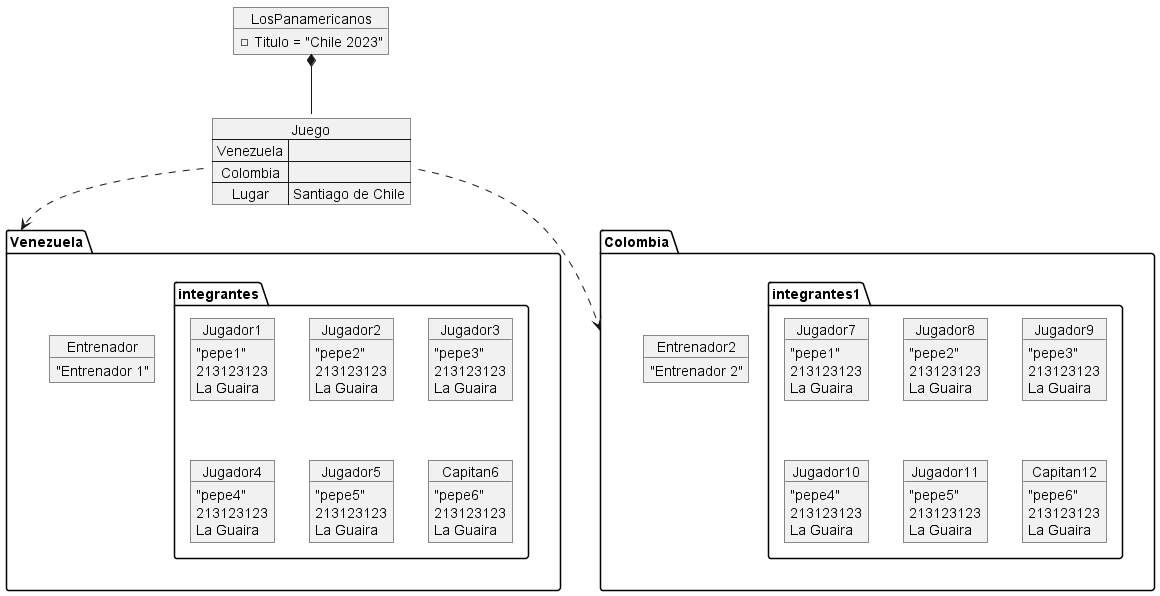 LosPanamericanos
Titulo = "Chile 2023"
Juego
Venezuela
Colombia
Lugar Santiago de Chile
Venezuela
Entrenador
"Entrenador 1"
integrantes
Jugador1
"pepe1"
213123123
La Guaira
Jugador2
"pepe2"
213123123
La Guaira
Jugador3
"pepe3"
213123123
La Guaira
Jugador4
"pepe4"
213123123
La Guaira
Jugador5
"pepe5"
213123123
La Guaira
Capitan6
"pepe6"
213123123
La Guaira
Colombia
Entrenador2
"Entrenador 2"
integrantes1
Jugador7
"pepe1"
213123123
La Guaira
Jugador8
"pepe2"
213123123
La Guaira
Jugador9
"pepe3"
213123123
La Guaira
Jugador10
"pepe4"
213123123
La Guaira
Jugador11
"pepe5"
213123123
La Guaira
Capitan12
"pepe6"
213123123
La Guaira